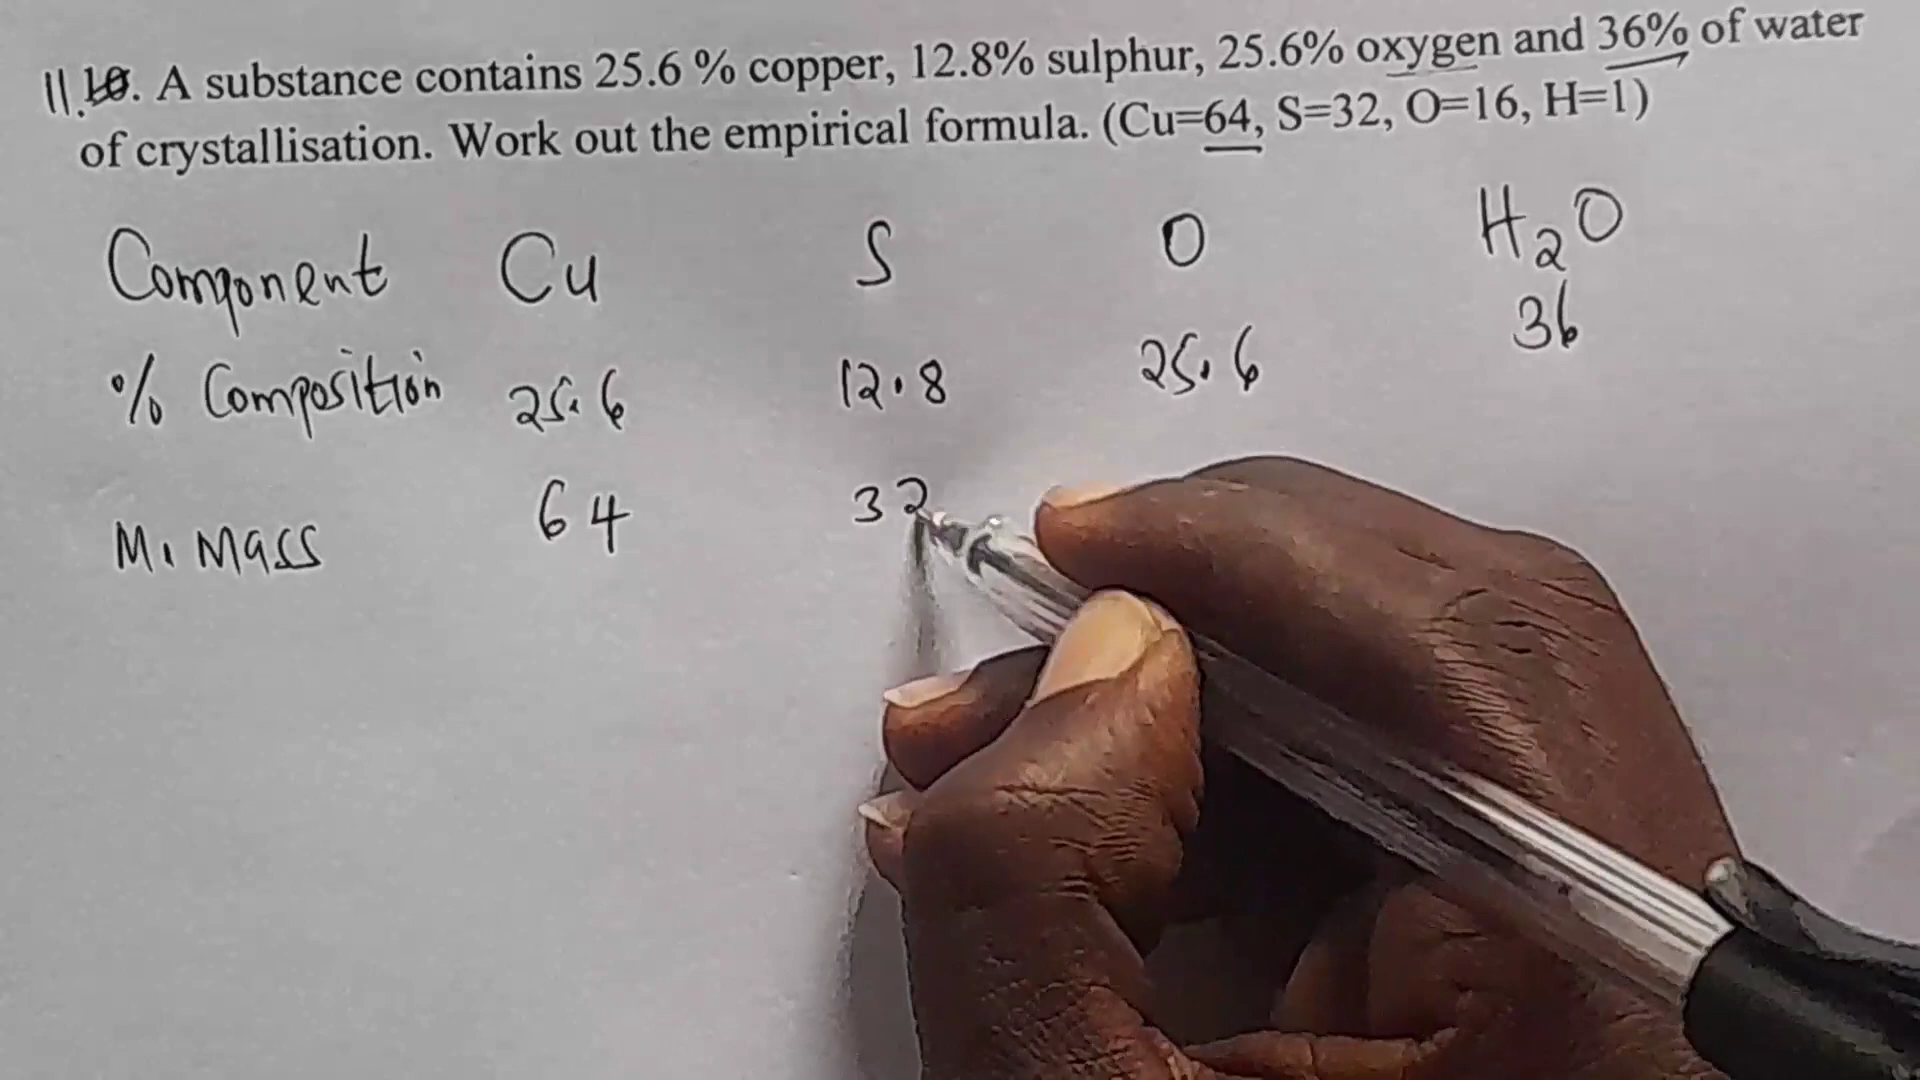 11.10. A substance contains 25.6 % copper, 12.8% sulphur, 25.6% oxygen and 36% of water
of crystallisation. Work out the empirical formula. (Cu=64, S=32, O=16, H=1)
Component Cu S O H2O
% Composition 25.6 12.8 25.6 36
M. Mass 64 32